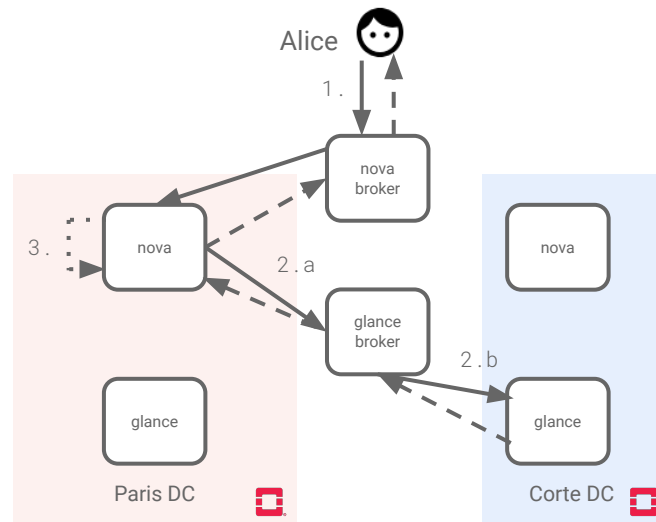 Alice
1.
nova
broker
nova
nova
3.
2.a
glance
broker
2.b
glance
glance
Paris DC
Corte DC